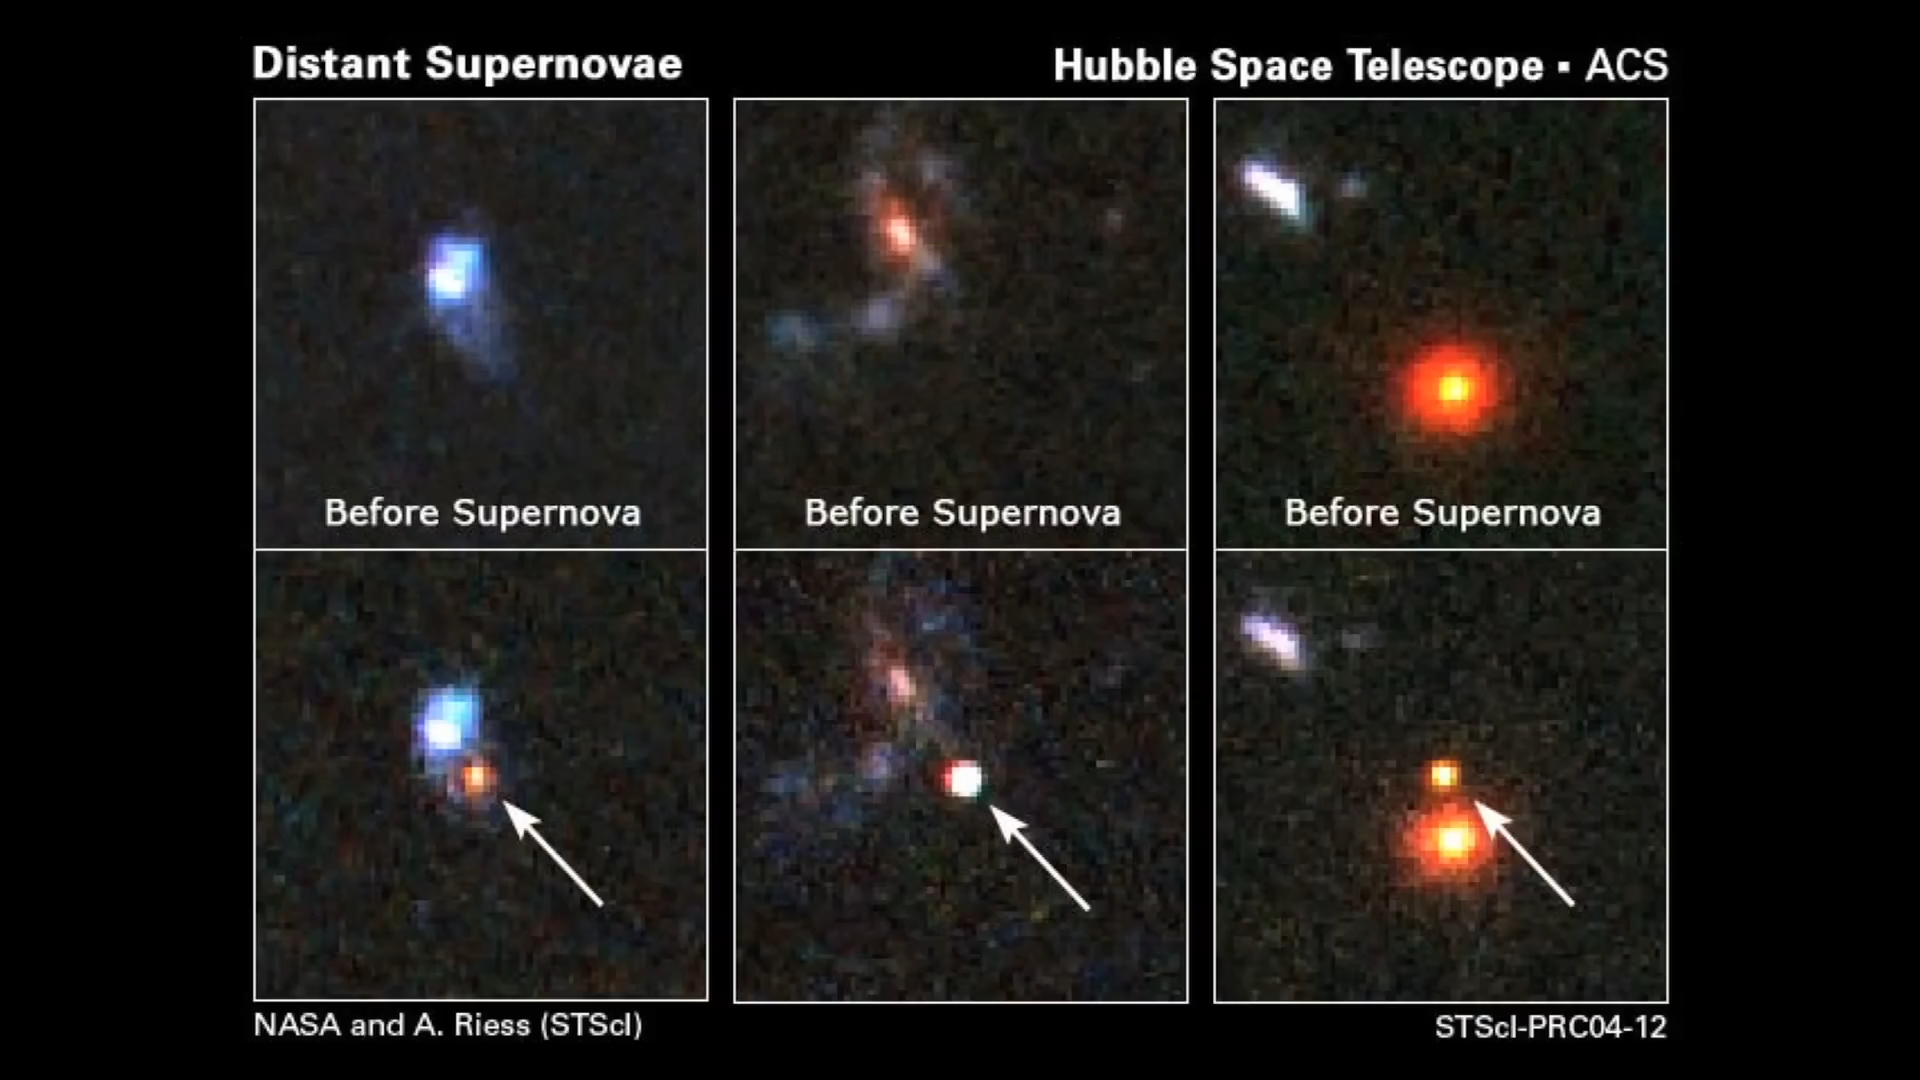 Distant Supernovae
Hubble Space Telescope ▪ ACS
Before Supernova
Before Supernova
Before Supernova
NASA and A. Riess (STScI)
STScI-PRC04-12